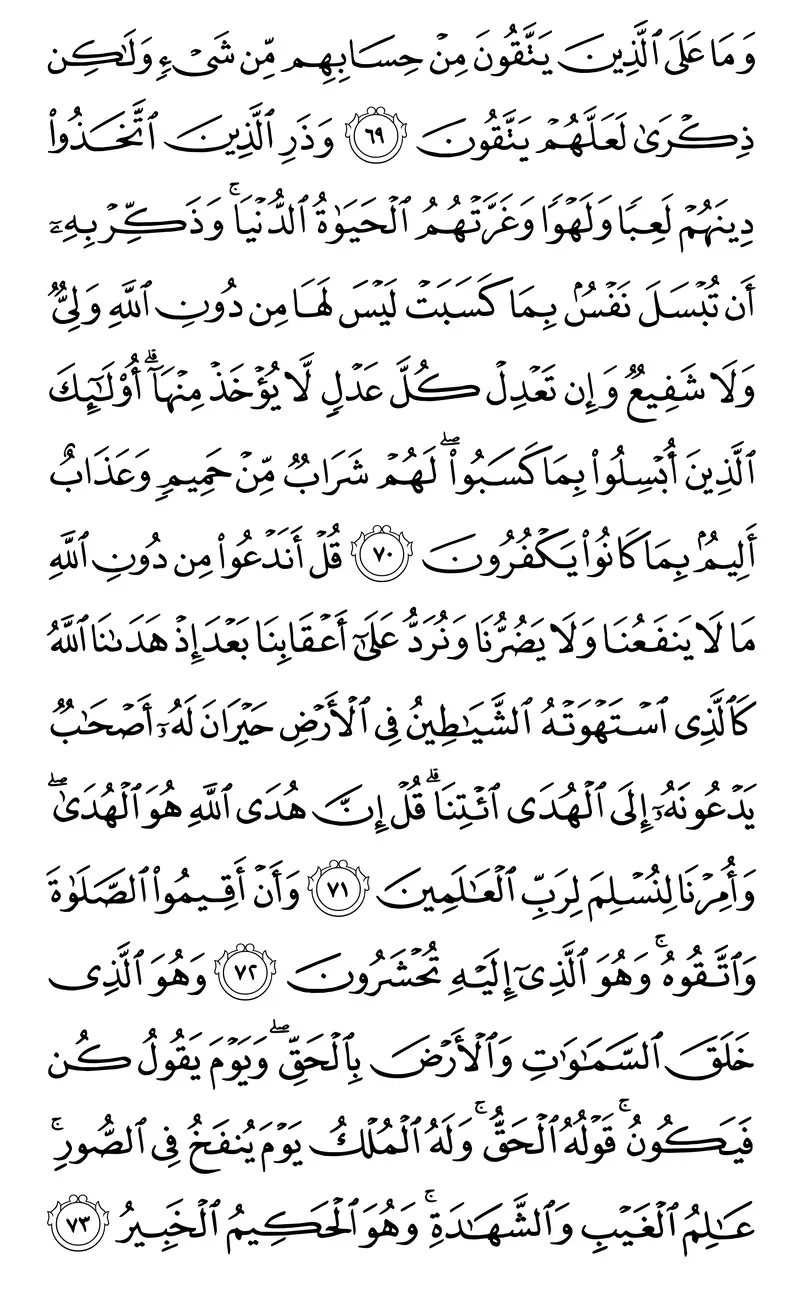 وَمَا عَلَى ٱلَّذِينَ يَتَّقُونَ مِنْ حِسَابِهِم مِّن شَىْءٍ وَلَـٰكِن
ذِكْرَىٰ لَعَلَّهُمْ يَتَّقُونَ ٦٩ وَذَرِ ٱلَّذِينَ ٱتَّخَذُوا۟
دِينَهُمْ لَعِبًا وَلَهْوًا وَغَرَّتْهُمُ ٱلْحَيَوٰةُ ٱلدُّنْيَا ۚ وَذَكِّرْ بِهِۦٓ
أَن تُبْسَلَ نَفْسٌۢ بِمَا كَسَبَتْ لَيْسَ لَهَا مِن دُونِ ٱللَّهِ وَلِىٌّ
وَلَا شَفِيعٌ وَإِن تَعْدِلْ كُلَّ عَدْلٍ لَّا يُؤْخَذْ مِنْهَآ ۗ أُو۟لَـٰٓئِكَ
ٱلَّذِينَ أُبْسِلُوا۟ بِمَا كَسَبُوا۟ ۖ لَهُمْ شَرَابٌ مِّنْ حَمِيمٍ وَعَذَابٌ
أَلِيمٌۢ بِمَا كَانُوا۟ يَكْفُرُونَ ٧٠ قُلْ أَنَدْعُوا۟ مِن دُونِ ٱللَّهِ
مَا لَا يَنفَعُنَا وَلَا يَضُرُّنَا وَنُرَدُّ عَلَىٰٓ أَعْقَابِنَا بَعْدَ إِذْ هَدَىٰنَا ٱللَّهُ
كَٱلَّذِى ٱسْتَهْوَتْهُ ٱلشَّيَـٰطِينُ فِى ٱلْأَرْضِ حَيْرَانَ لَهُۥٓ أَصْحَـٰبٌ
يَدْعُونَهُۥٓ إِلَى ٱلْهُدَى ٱئْتِنَا ۗ قُلْ إِنَّ هُدَى ٱللَّهِ هُوَ ٱلْهُدَىٰ ۖ
وَأُمِرْنَا لِنُسْلِمَ لِرَبِّ ٱلْعَـٰلَمِينَ ٧١ وَأَنْ أَقِيمُوا۟ ٱلصَّلَوٰةَ
وَٱتَّقُوهُ ۚ وَهُوَ ٱلَّذِىٓ إِلَيْهِ تُحْشَرُونَ ٧٢ وَهُوَ ٱلَّذِى
خَلَقَ ٱلسَّمَـٰوَٰتِ وَٱلْأَرْضَ بِٱلْحَقِّ ۖ وَيَوْمَ يَقُولُ كُن
فَيَكُونُ ۚ قَوْلُهُ ٱلْحَقُّ ۚ وَلَهُ ٱلْمُلْكُ يَوْمَ يُنفَخُ فِى ٱلصُّورِ ۚ
عَـٰلِمُ ٱلْغَيْبِ وَٱلشَّهَـٰدَةِ ۚ وَهُوَ ٱلْحَكِيمُ ٱلْخَبِيرُ ٧٣